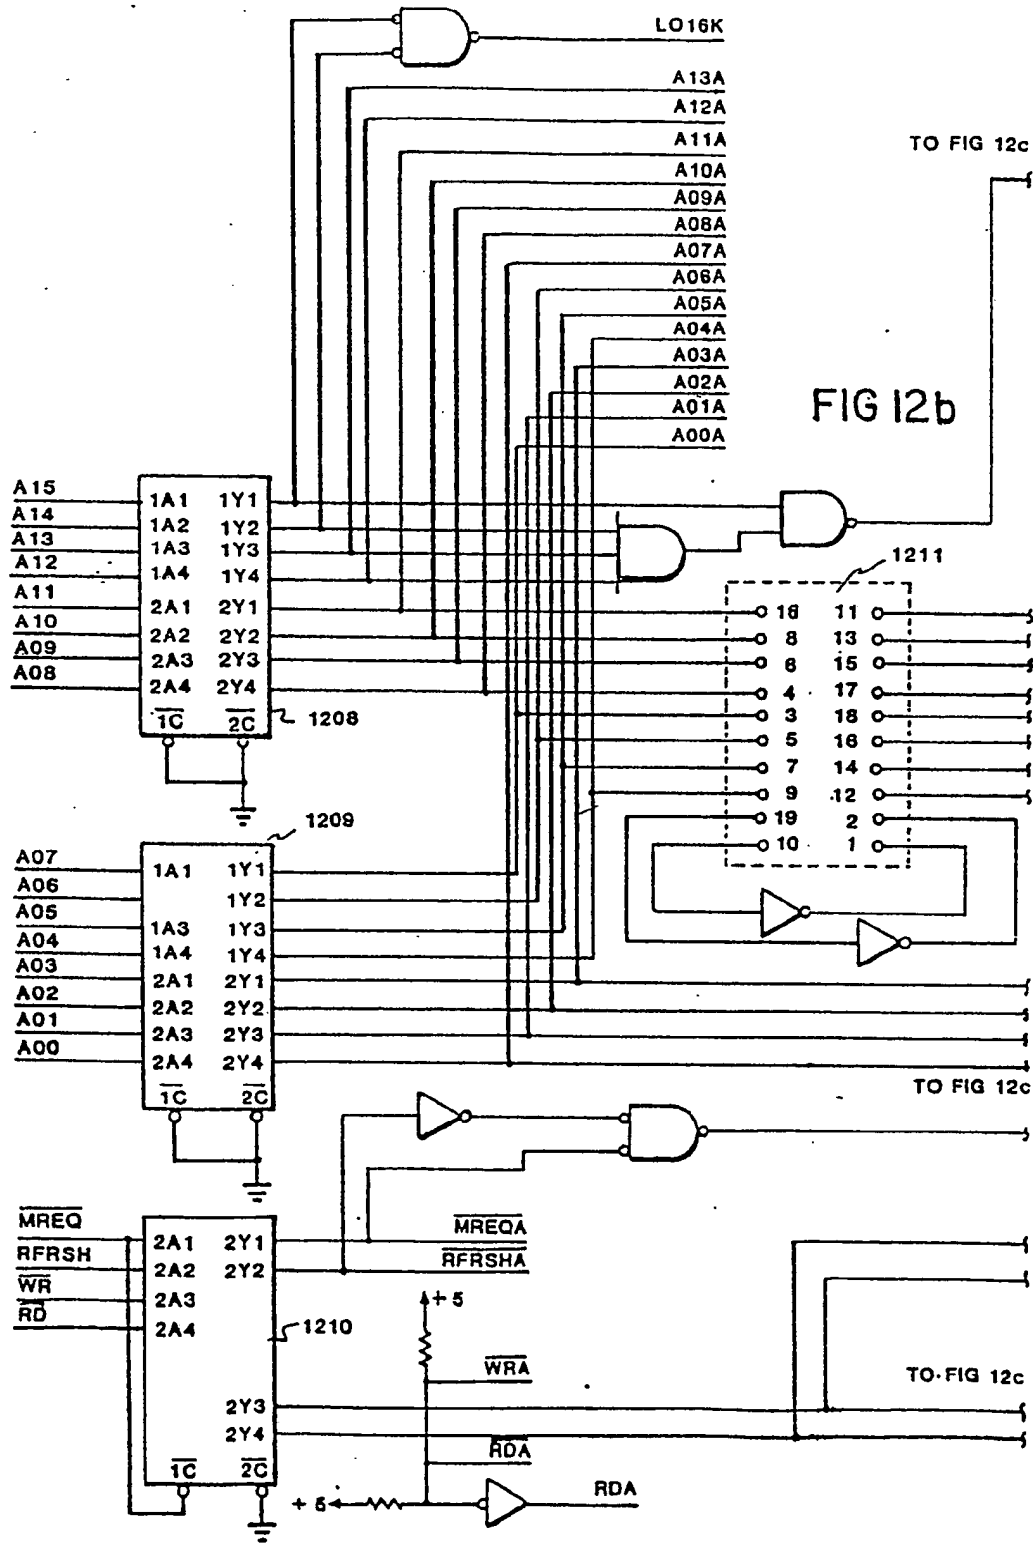 LO16K
A13A
A12A
A11A
TO FIG 12c
A10A
A09A
A08A
A07A
A06A
A05A
A04A
A03A
A02A
A01A
A00A
FIG 12b
A15 1A1 1Y1
A14 1A2 1Y2
A13 1A3 1Y3
A12 1A4 1Y4
1211
A11 2A1 2Y1 16 11
A10 2A2 2Y2 8 13
A09 2A3 2Y3 6 15
A08 2A4 2Y4 4 17
1C 2C 1208 3 18
5 16
7 14
9 12
1209 19 2
10 1
A07 1A1 1Y1
A06 1Y2
A05 1A3 1Y3
A04 1A4 1Y4
A03 2A1 2Y1
A02 2A2 2Y2
A01 2A3 2Y3
A00 2A4 2Y4
1C 2C
TO FIG 12c
MREQ 2A1 2Y1 MREQA
RFRSH 2A2 2Y2 RFRSHA
WR 2A3
RD 2A4
1210
+5
WRA
TO FIG 12c
2Y3
2Y4
RDA
1C 2C
+5 RDA